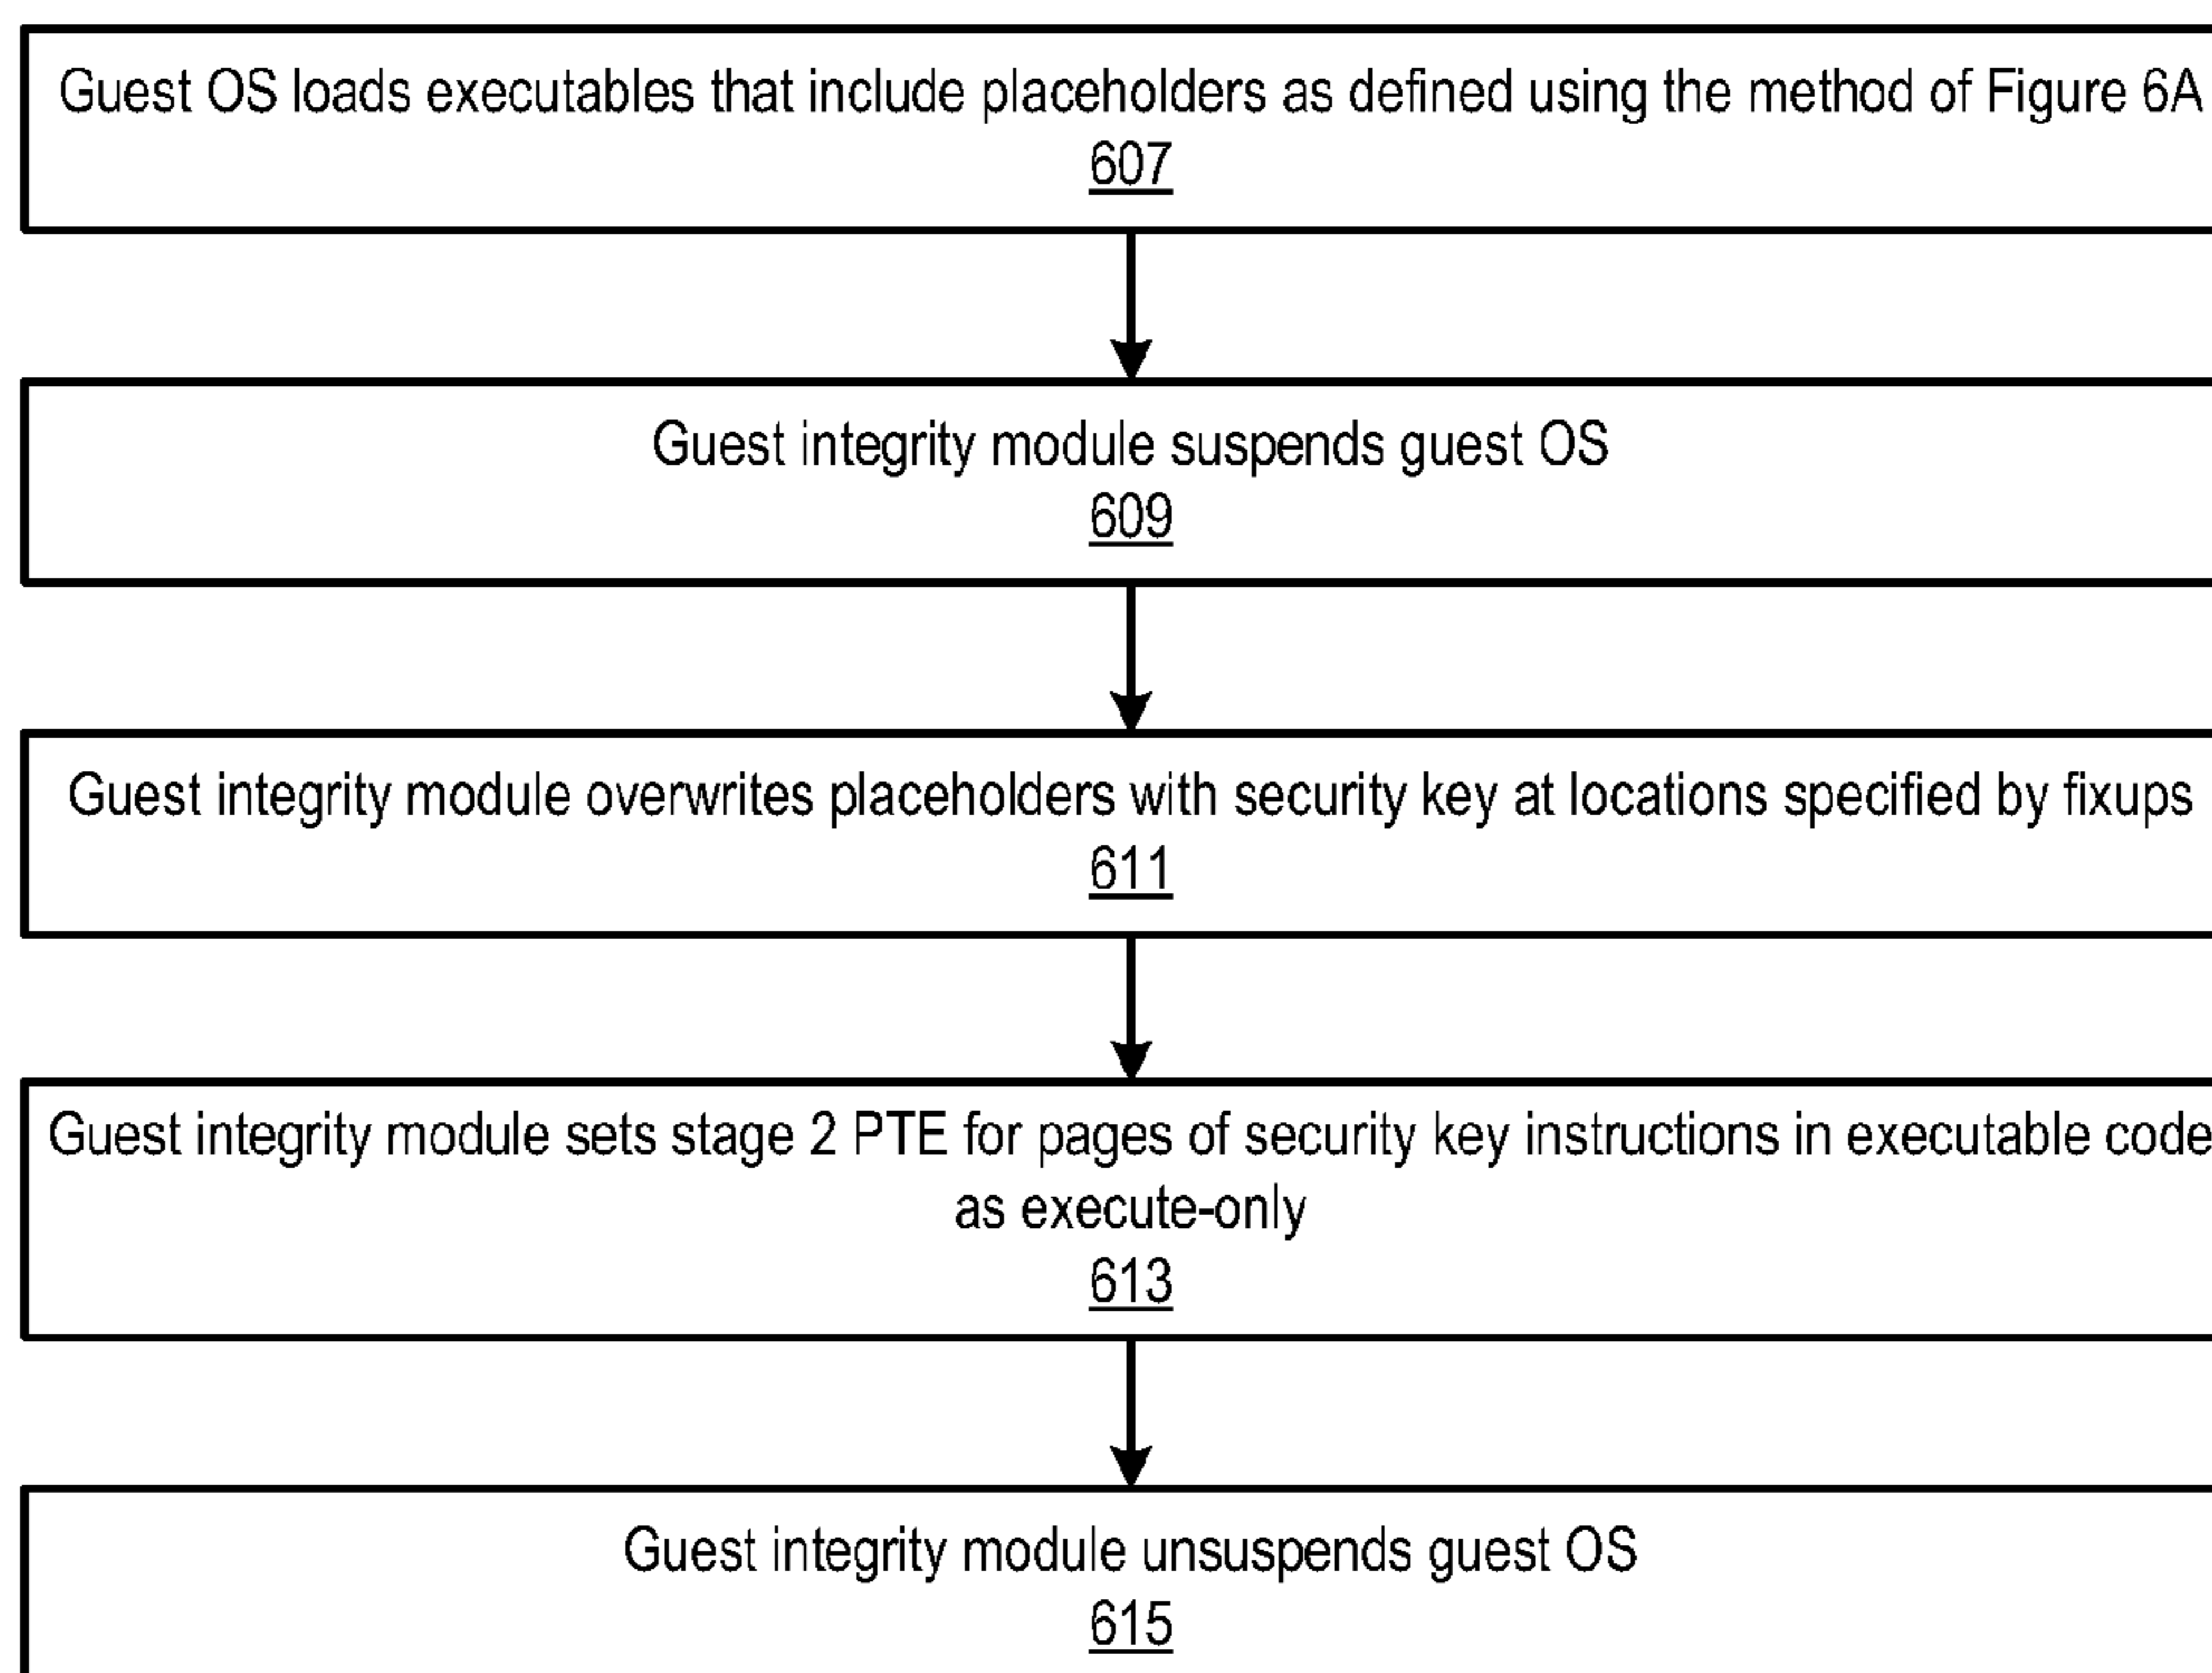 Guest OS loads executables that include placeholders as defined using the method of Figure 6A
607
Guest integrity module suspends guest OS
609
Guest integrity module overwrites placeholders with security key at locations specified by fixups
611
Guest integrity module sets stage 2 PTE for pages of security key instructions in executable code
as execute-only
613
Guest integrity module unsuspends guest OS
615